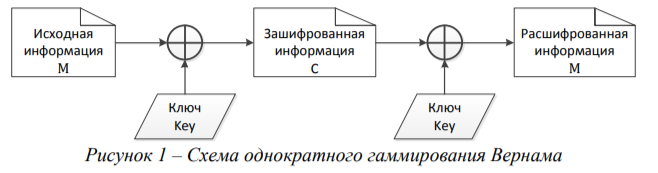 Исходная
информация
M
Зашифрованная
информация
C
Расшифрованная
информация
M
Ключ
Key
Ключ
Key
Рисунок 1 – Схема однократного гаммирования Вернама